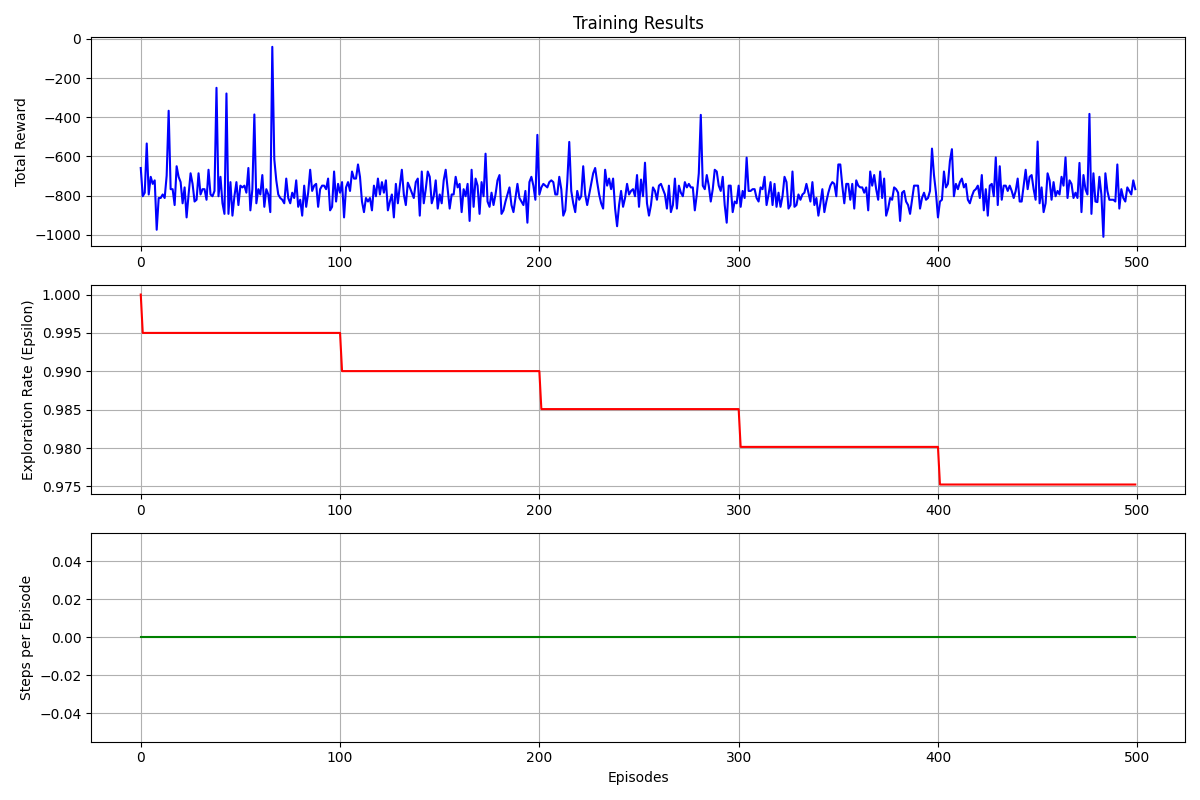 Training Results
Total Reward
0
−200
−400
−600
−800
−1000
0 100 200 300 400 500
Exploration Rate (Epsilon)
1.000
0.995
0.990
0.985
0.980
0.975
0 100 200 300 400 500
Steps per Episode
0.04
0.02
0.00
−0.02
−0.04
0 100 200 300 400 500
Episodes